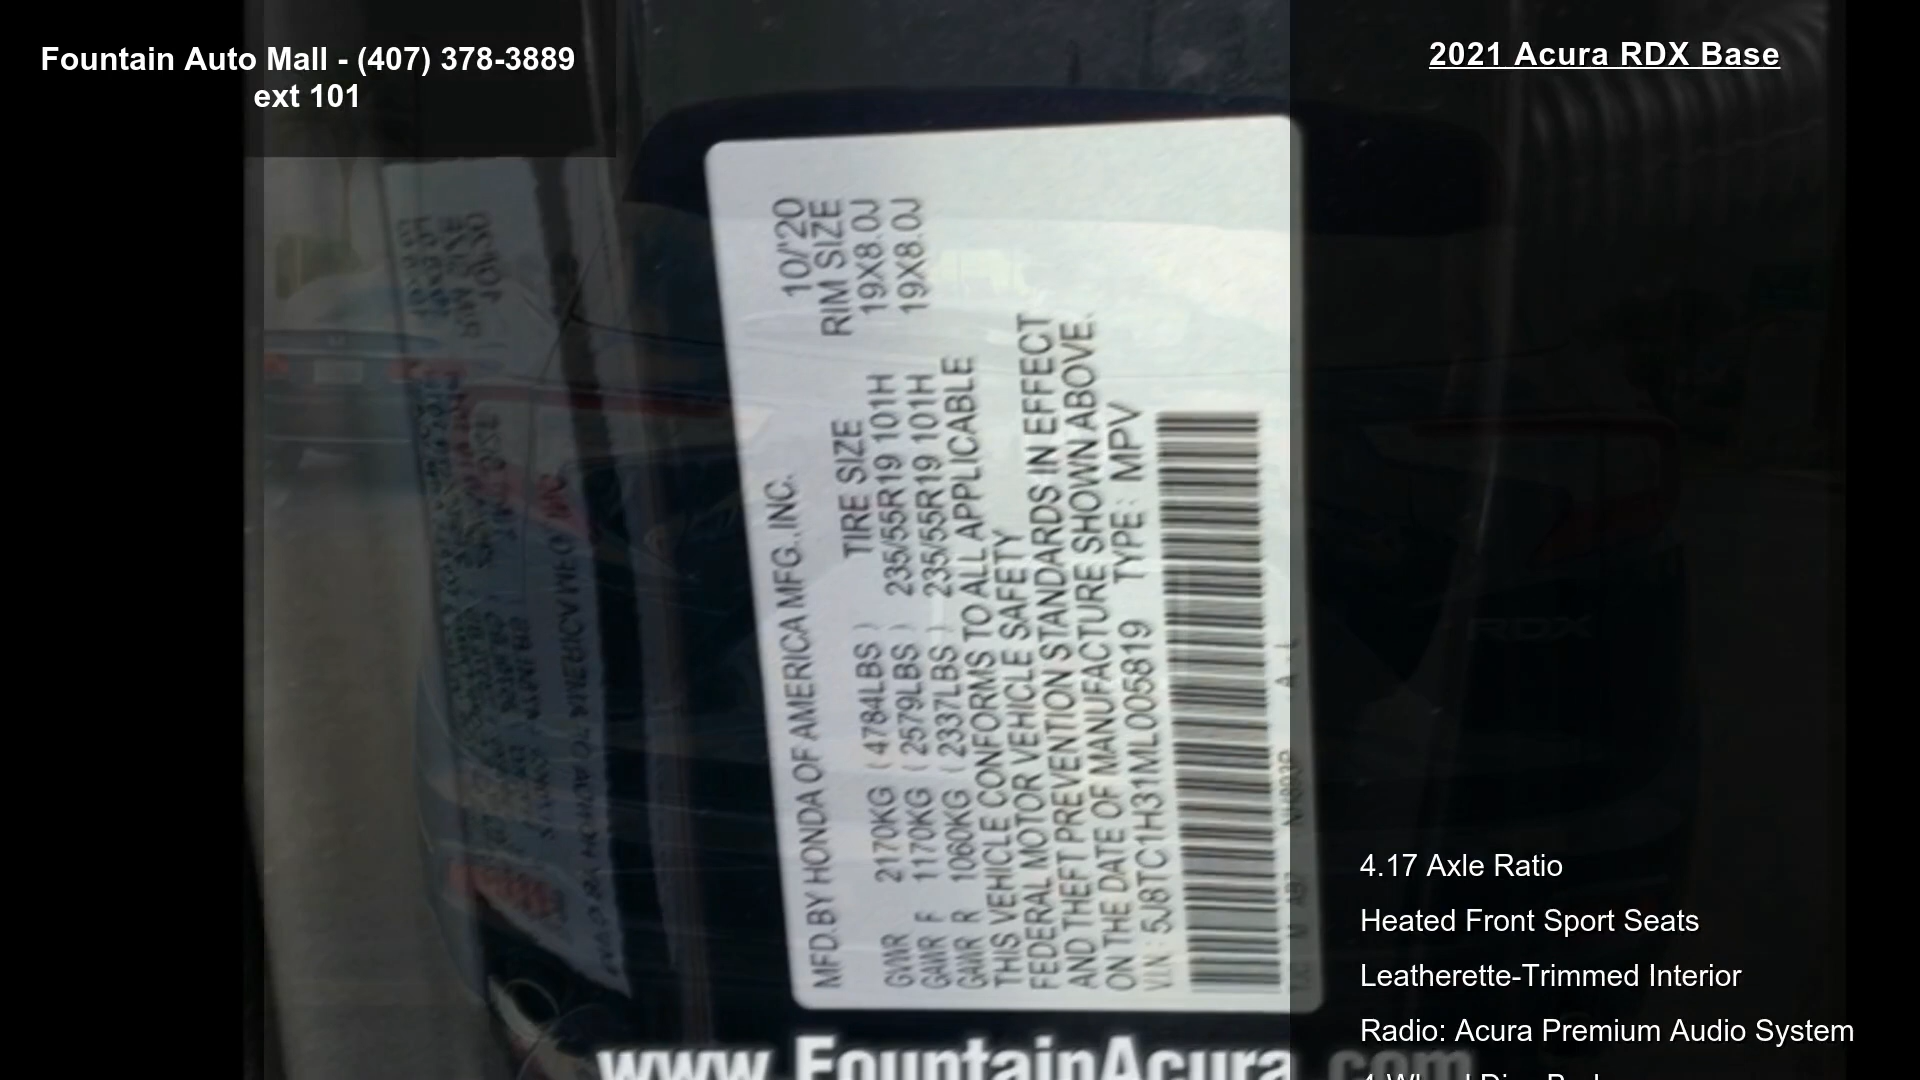 Fountain Auto Mall - (407) 378-3889
ext 101
2021 Acura RDX Base
MFD.BY HONDA OF AMERICA MFG.,INC. 10/'20
TIRE SIZE RIM SIZE
GVWR 2170KG ( 4784LBS ) 235/55R19 101H 19X8.0J
GAWR F 1170KG ( 2579LBS ) 235/55R19 101H 19X8.0J
GAWR R 1060KG ( 2337LBS )
THIS VEHICLE CONFORMS TO ALL APPLICABLE
FEDERAL MOTOR VEHICLE SAFETY
AND THEFT PREVENTION STANDARDS IN EFFECT
ON THE DATE OF MANUFACTURE SHOWN ABOVE.
V.I.N : 5J8TC1H31ML005819 TYPE : MPV
RDX
4.17 Axle Ratio
Heated Front Sport Seats
Leatherette-Trimmed Interior
Radio: Acura Premium Audio System
www.FountainAcura.com